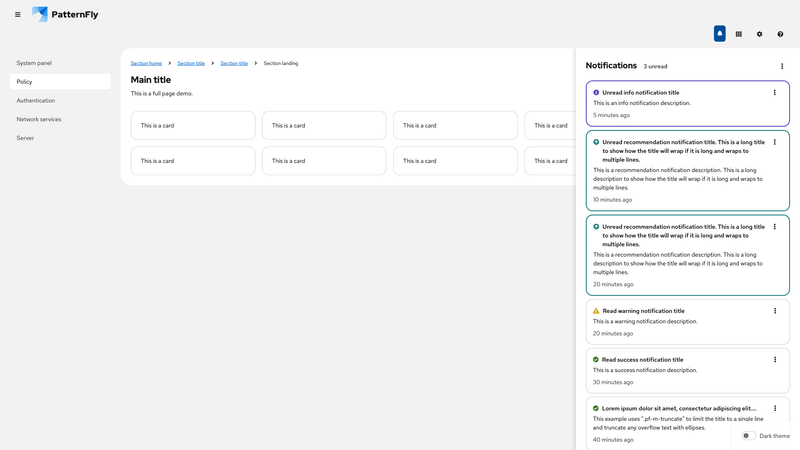 PatternFly
System panel
Policy
Authentication
Network services
Server
Section home
Section title
Section title
Section landing
Main title
This is a full page demo.
This is a card
This is a card
This is a card
This is a card
This is a card
This is a card
This is a card
This is a card
Notifications
3 unread
Unread info notification title
This is an info notification description.
5 minutes ago
Unread recommendation notification title. This is a long title
to show how the title will wrap if it is long and wraps to
multiple lines.
This is a recommendation notification description. This is a long
description to show how the title will wrap if it is long and wraps to
multiple lines.
10 minutes ago
Unread recommendation notification title. This is a long title
to show how the title will wrap if it is long and wraps to
multiple lines.
This is a recommendation notification description. This is a long
description to show how the title will wrap if it is long and wraps to
multiple lines.
20 minutes ago
Read warning notification title
This is a warning notification description.
20 minutes ago
Read success notification title
This is a success notification description.
30 minutes ago
Lorem ipsum dolor sit amet, consectetur adipiscing elit....
This example uses ".pf-m-truncate" to limit the title to a single line
and truncate any overflow text with ellipses.
40 minutes ago
Dark theme